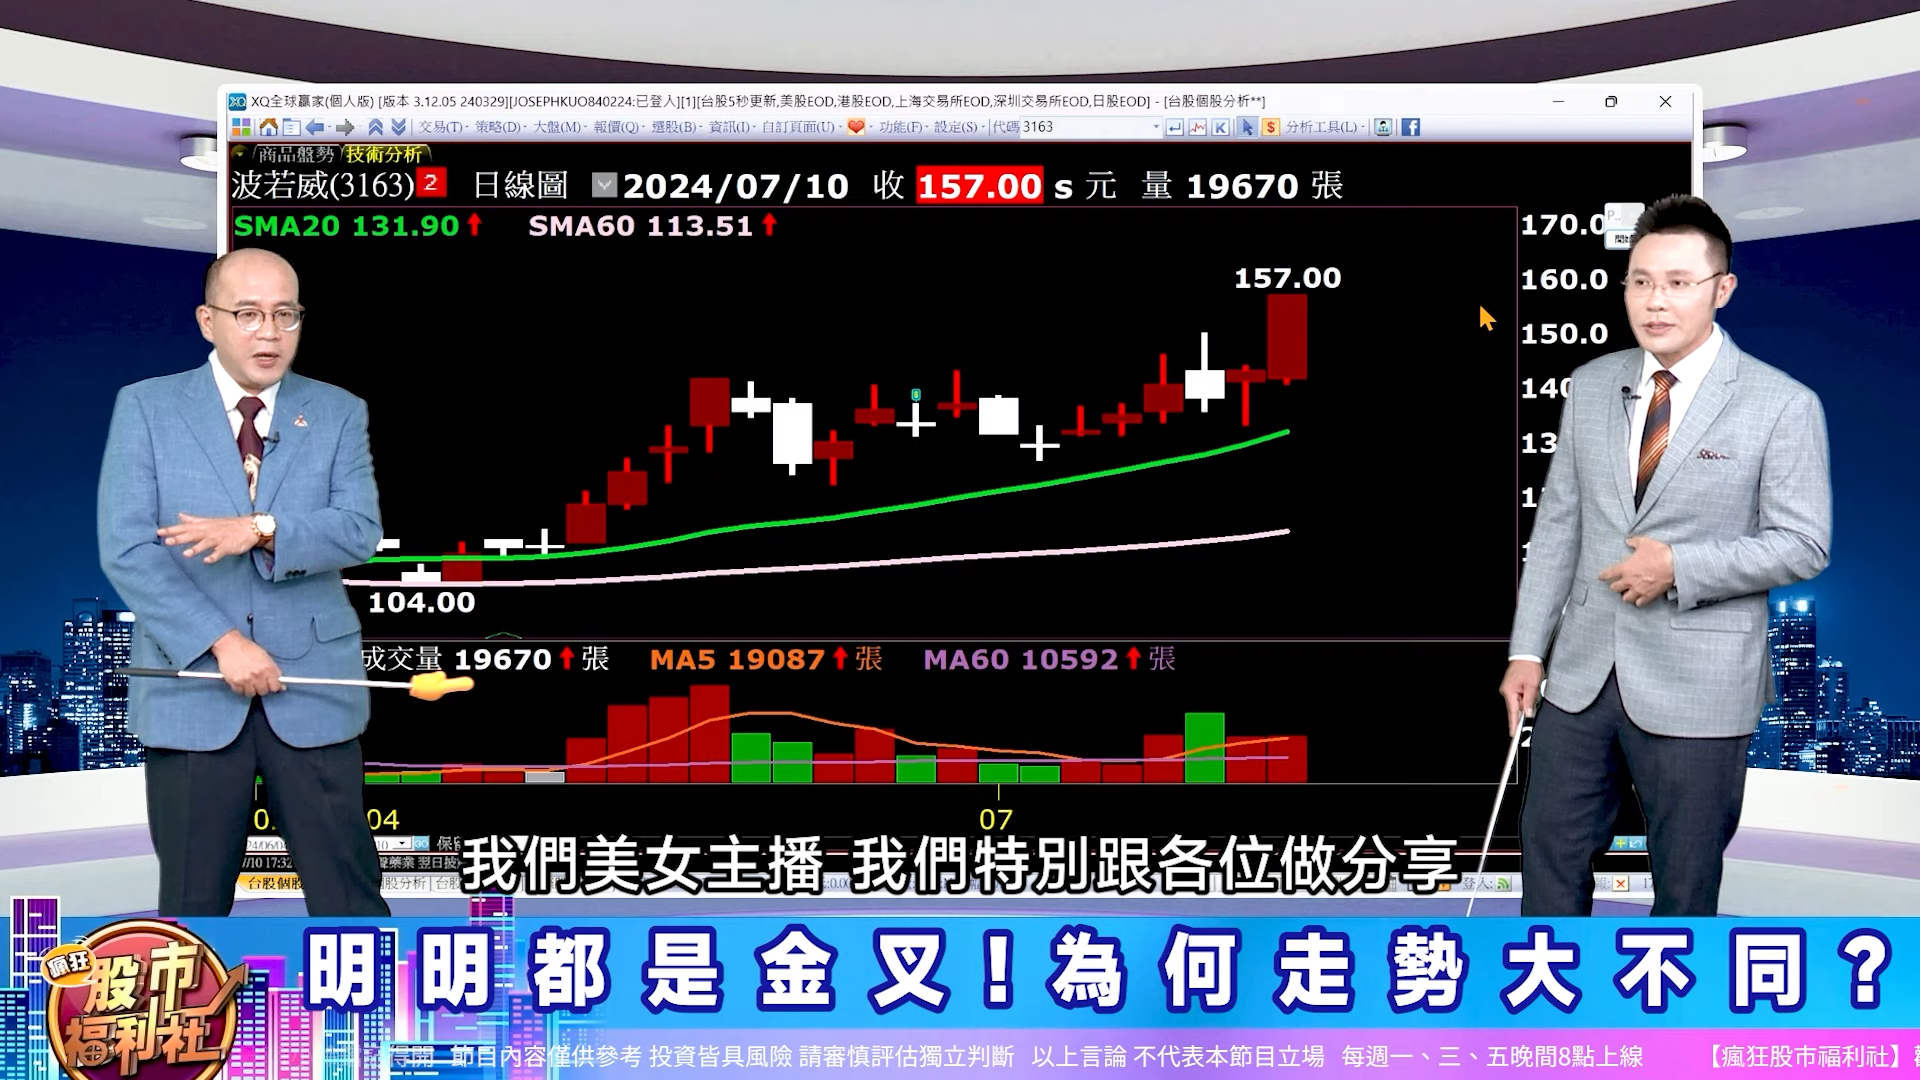 XQ全球贏家(個人版) [版本 3.12.05 240329][JOSEPHKUO840224:已登入][1][台股5秒更新,美股EOD,港股EOD,上海交易所EOD,深圳交易所EOD,日股EOD] - [台股個股分析**]
交易(T) 策略(D) 大盤(M) 報價(Q) 選股(B) 資訊(I) 自訂頁面(U) 功能(F) 設定(S) 代碼 3163 K $ 分析工具(L)
商品盤勢 技術分析
波若威(3163) 2 日線圖 2024/07/10 收 157.00 s 元 量 19670 張
SMA20 131.90 SMA60 113.51
170.0
160.0
157.00
150.0
104.00
成交量 19670 張 MA5 19087 張 MA60 10592 張
04 07
我們美女主播 我們特別跟各位做分享
明明都是金叉!為何走勢大不同?
瘋狂
股市
福利社
節目內容僅供參考 投資皆具風險 請審慎評估獨立判斷 以上言論 不代表本節目立場 每週一、三、五晚間8點上線 【瘋狂股市福利社】